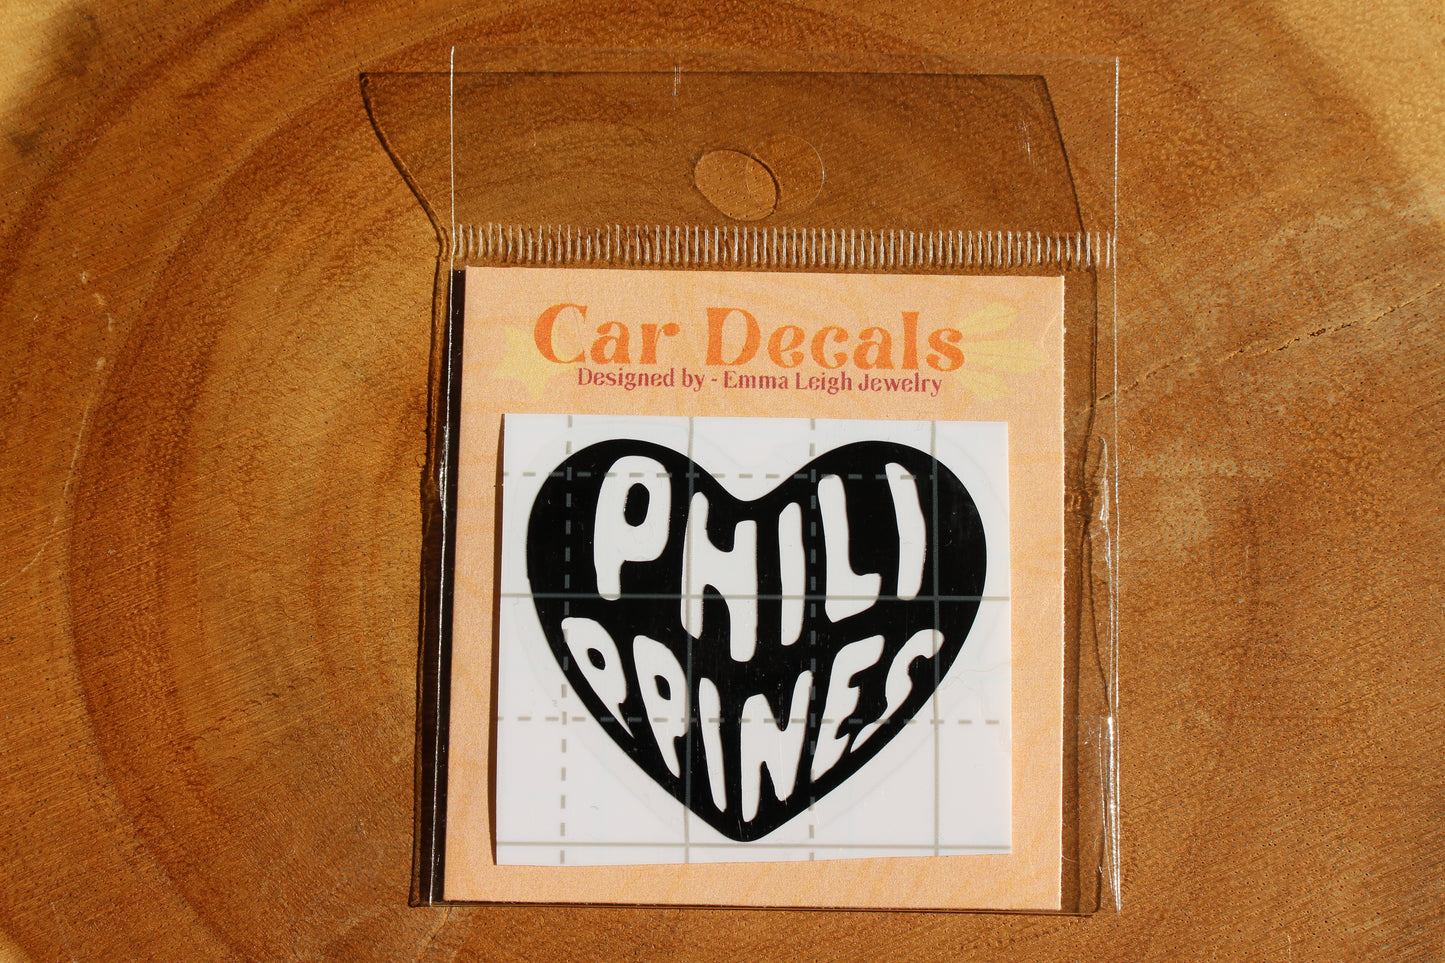 Car Decals
Designed by - Emma Leigh Jewelry
PHILI
PPINES